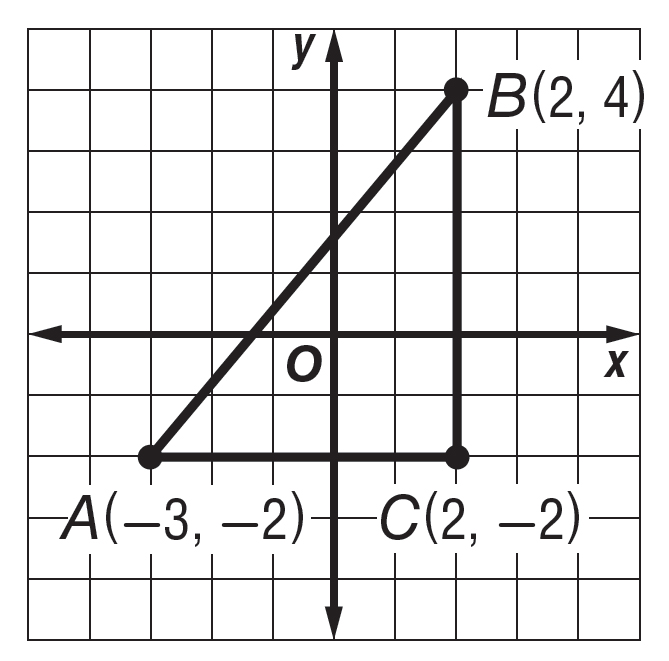 y
B(2, 4)
O
x
A(−3, −2)
C(2, −2)